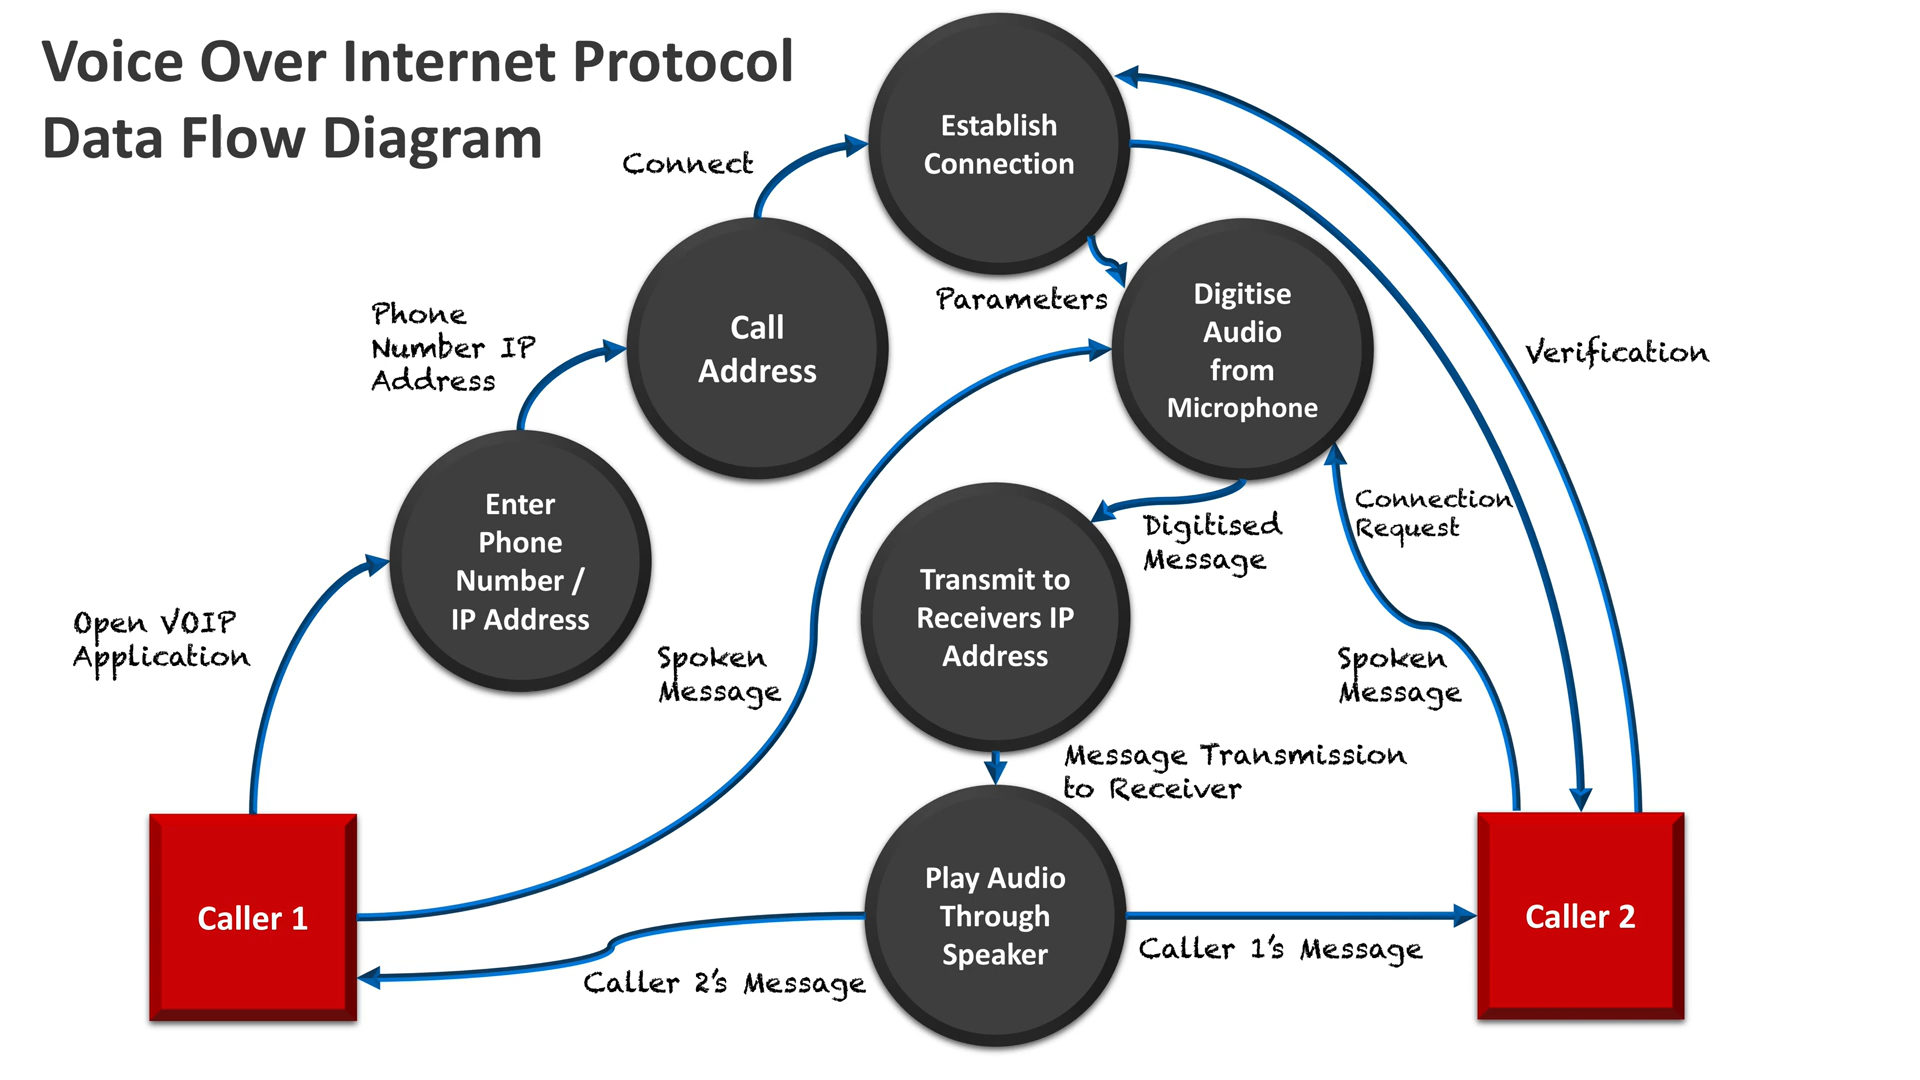 Voice Over Internet Protocol
Data Flow Diagram
Establish
Connection
Connect
Call
Address
Parameters
Digitise
Audio
from
Microphone
Phone
Number IP
Address
Verification
Enter
Phone
Number /
IP Address
Connection
Request
Digitised
Message
Transmit to
Receivers IP
Address
Open VOIP
Application
Spoken
Message
Spoken
Message
Message Transmission
to Receiver
Play Audio
Through
Speaker
Caller 1
Caller 2
Caller 1's Message
Caller 2's Message